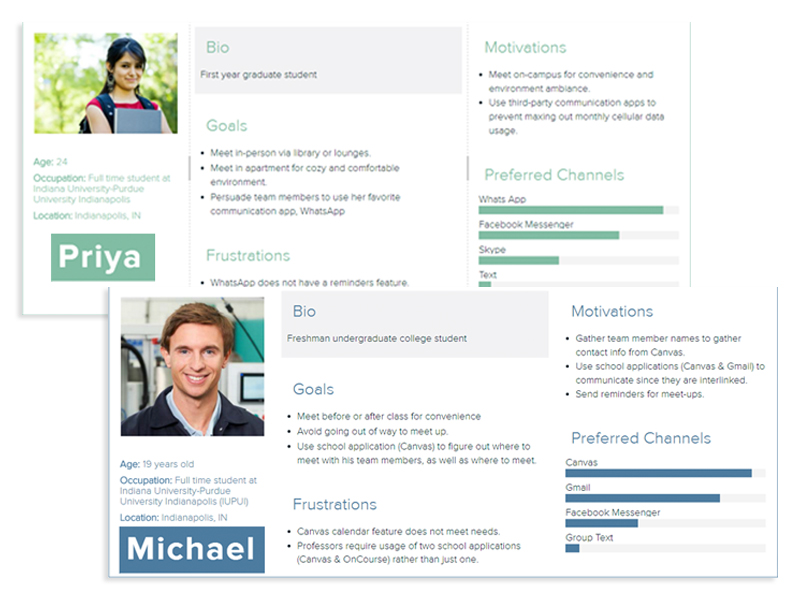 Bio
First year graduate student
Goals
Meet in-person via library or lounges.
Meet in apartment for cozy and comfortable
environment.
Persuade team members to use her favorite
communication app, WhatsApp
Frustrations
WhatsApp does not have a reminders feature.
Motivations
Meet on-campus for convenience and
environment ambiance.
Use third-party communication apps to
prevent maxing out monthly cellular data
usage.
Preferred Channels
Whats App
Facebook Messenger
Skype
Text
Age: 24
Occupation: Full time student at
Indiana University-Purdue
University Indianapolis
Location: Indianapolis, IN
Priya
Bio
Freshman undergraduate college student
Goals
Meet before or after class for convenience
Avoid going out of way to meet up.
Use school application (Canvas) to figure out where to
meet with his team members, as well as where to meet.
Frustrations
Canvas calendar feature does not meet needs.
Professors require usage of two school applications
(Canvas & OnCourse) rather than just one.
Motivations
Gather team member names to gather
contact info from Canvas.
Use school applications (Canvas & Gmail) to
communicate since they are interlinked.
Send reminders for meet-ups.
Preferred Channels
Canvas
Gmail
Facebook Messenger
Group Text
Age: 19 years old
Occupation: Full time student at
Indiana University-Purdue
University Indianapolis (IUPUI)
Location: Indianapolis, IN
Michael